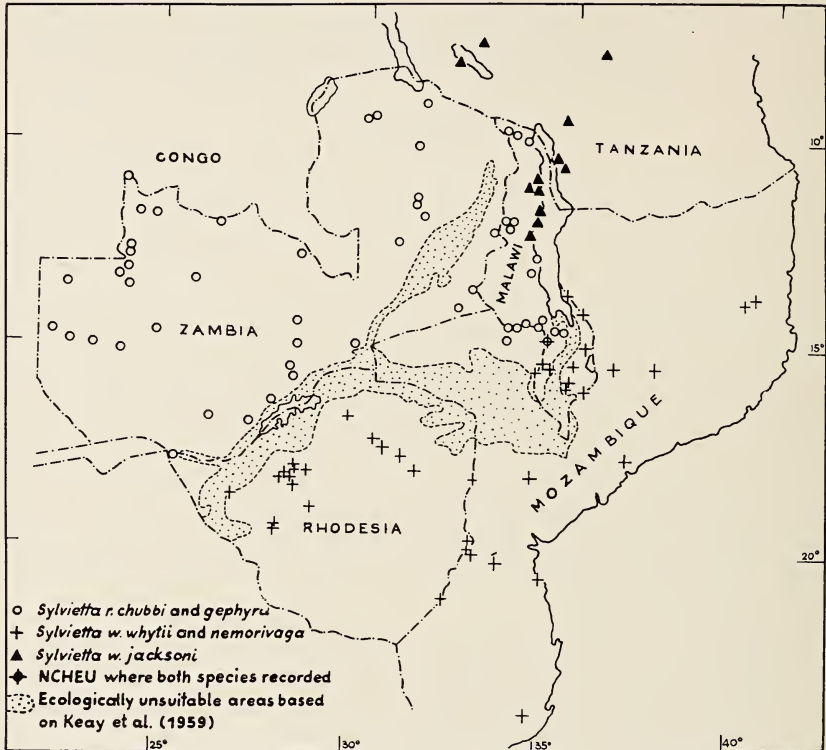 CONGO
TANZANIA
10°
MALAWI
ZAMBIA
15°
MOZAMBIQUE
RHODESIA
20°
Sylvietta r. chubbi and gephyra
Sylvietta w. whytii and nemorivaga
Sylvietta w. jacksoni
NCHEU where both species recorded
Ecologically unsuitable areas based
on Keay et al. (1959)
25°
30°
35°
40°